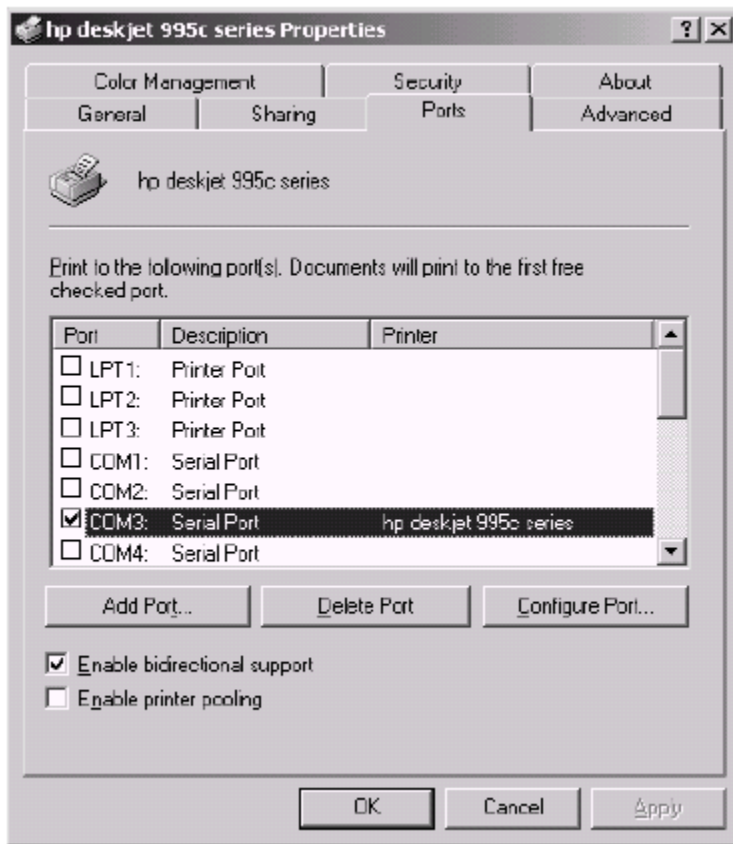 hp deskjet 995c series Properties
Color Management Security About
General Sharing Ports Advanced
hp deskjet 995c series
Print to the following port(s). Documents will print to the first free
checked port.
Port Description Printer
LPT1: Printer Port
LPT2: Printer Port
LPT3: Printer Port
COM1: Serial Port
COM2: Serial Port
COM3: Serial Port hp deskjet 995c series
COM4: Serial Port
Add Port... Delete Port Configure Port...
Enable bidirectional support
Enable printer pooling
OK Cancel Apply